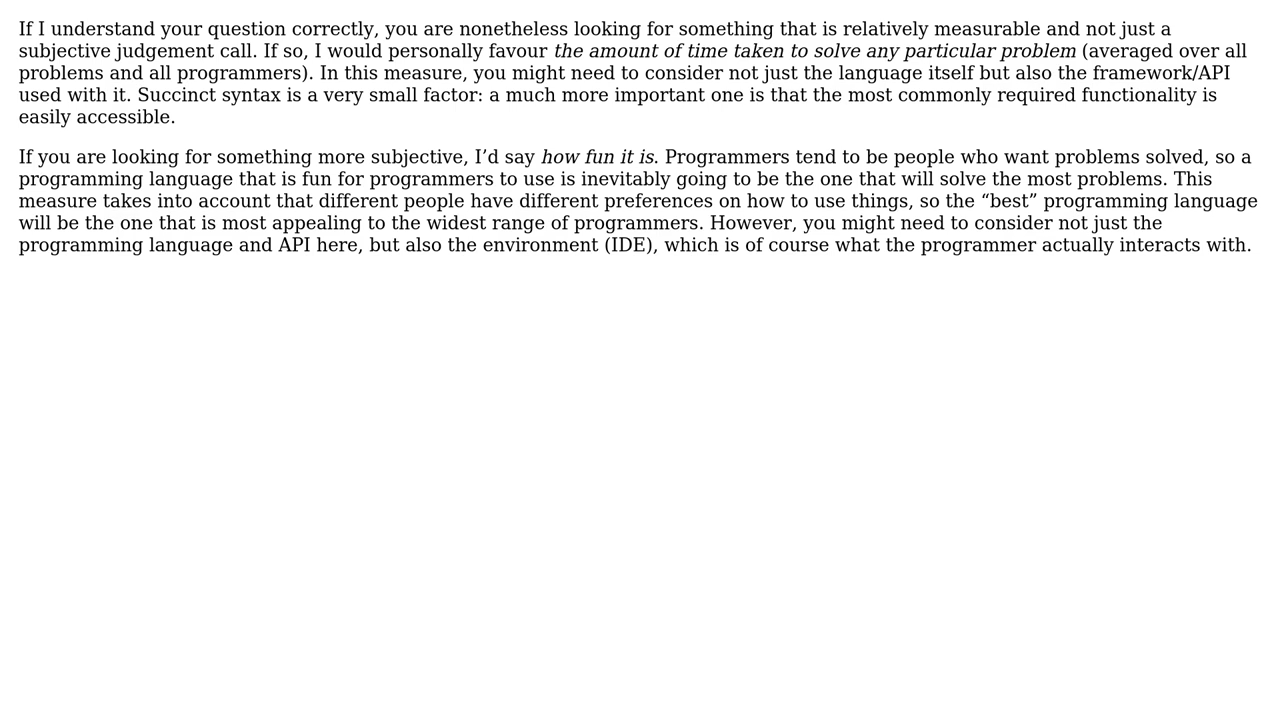 If I understand your question correctly, you are nonetheless looking for something that is relatively measurable and not just a
subjective judgement call. If so, I would personally favour the amount of time taken to solve any particular problem (averaged over all
problems and all programmers). In this measure, you might need to consider not just the language itself but also the framework/API
used with it. Succinct syntax is a very small factor: a much more important one is that the most commonly required functionality is
easily accessible.
If you are looking for something more subjective, I’d say how fun it is. Programmers tend to be people who want problems solved, so a
programming language that is fun for programmers to use is inevitably going to be the one that will solve the most problems. This
measure takes into account that different people have different preferences on how to use things, so the “best” programming language
will be the one that is most appealing to the widest range of programmers. However, you might need to consider not just the
programming language and API here, but also the environment (IDE), which is of course what the programmer actually interacts with.